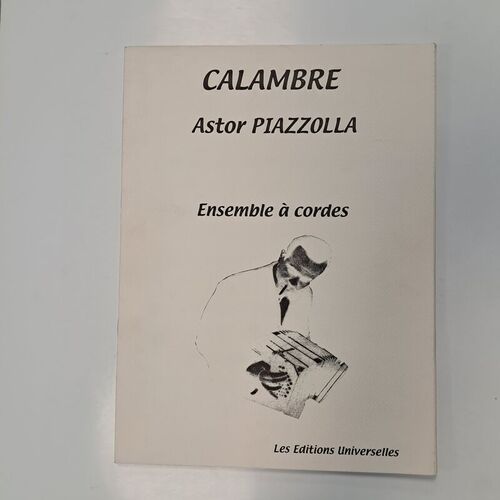 CALAMBRE
Astor PIAZZOLLA
Ensemble à cordes
Les Editions Universelles